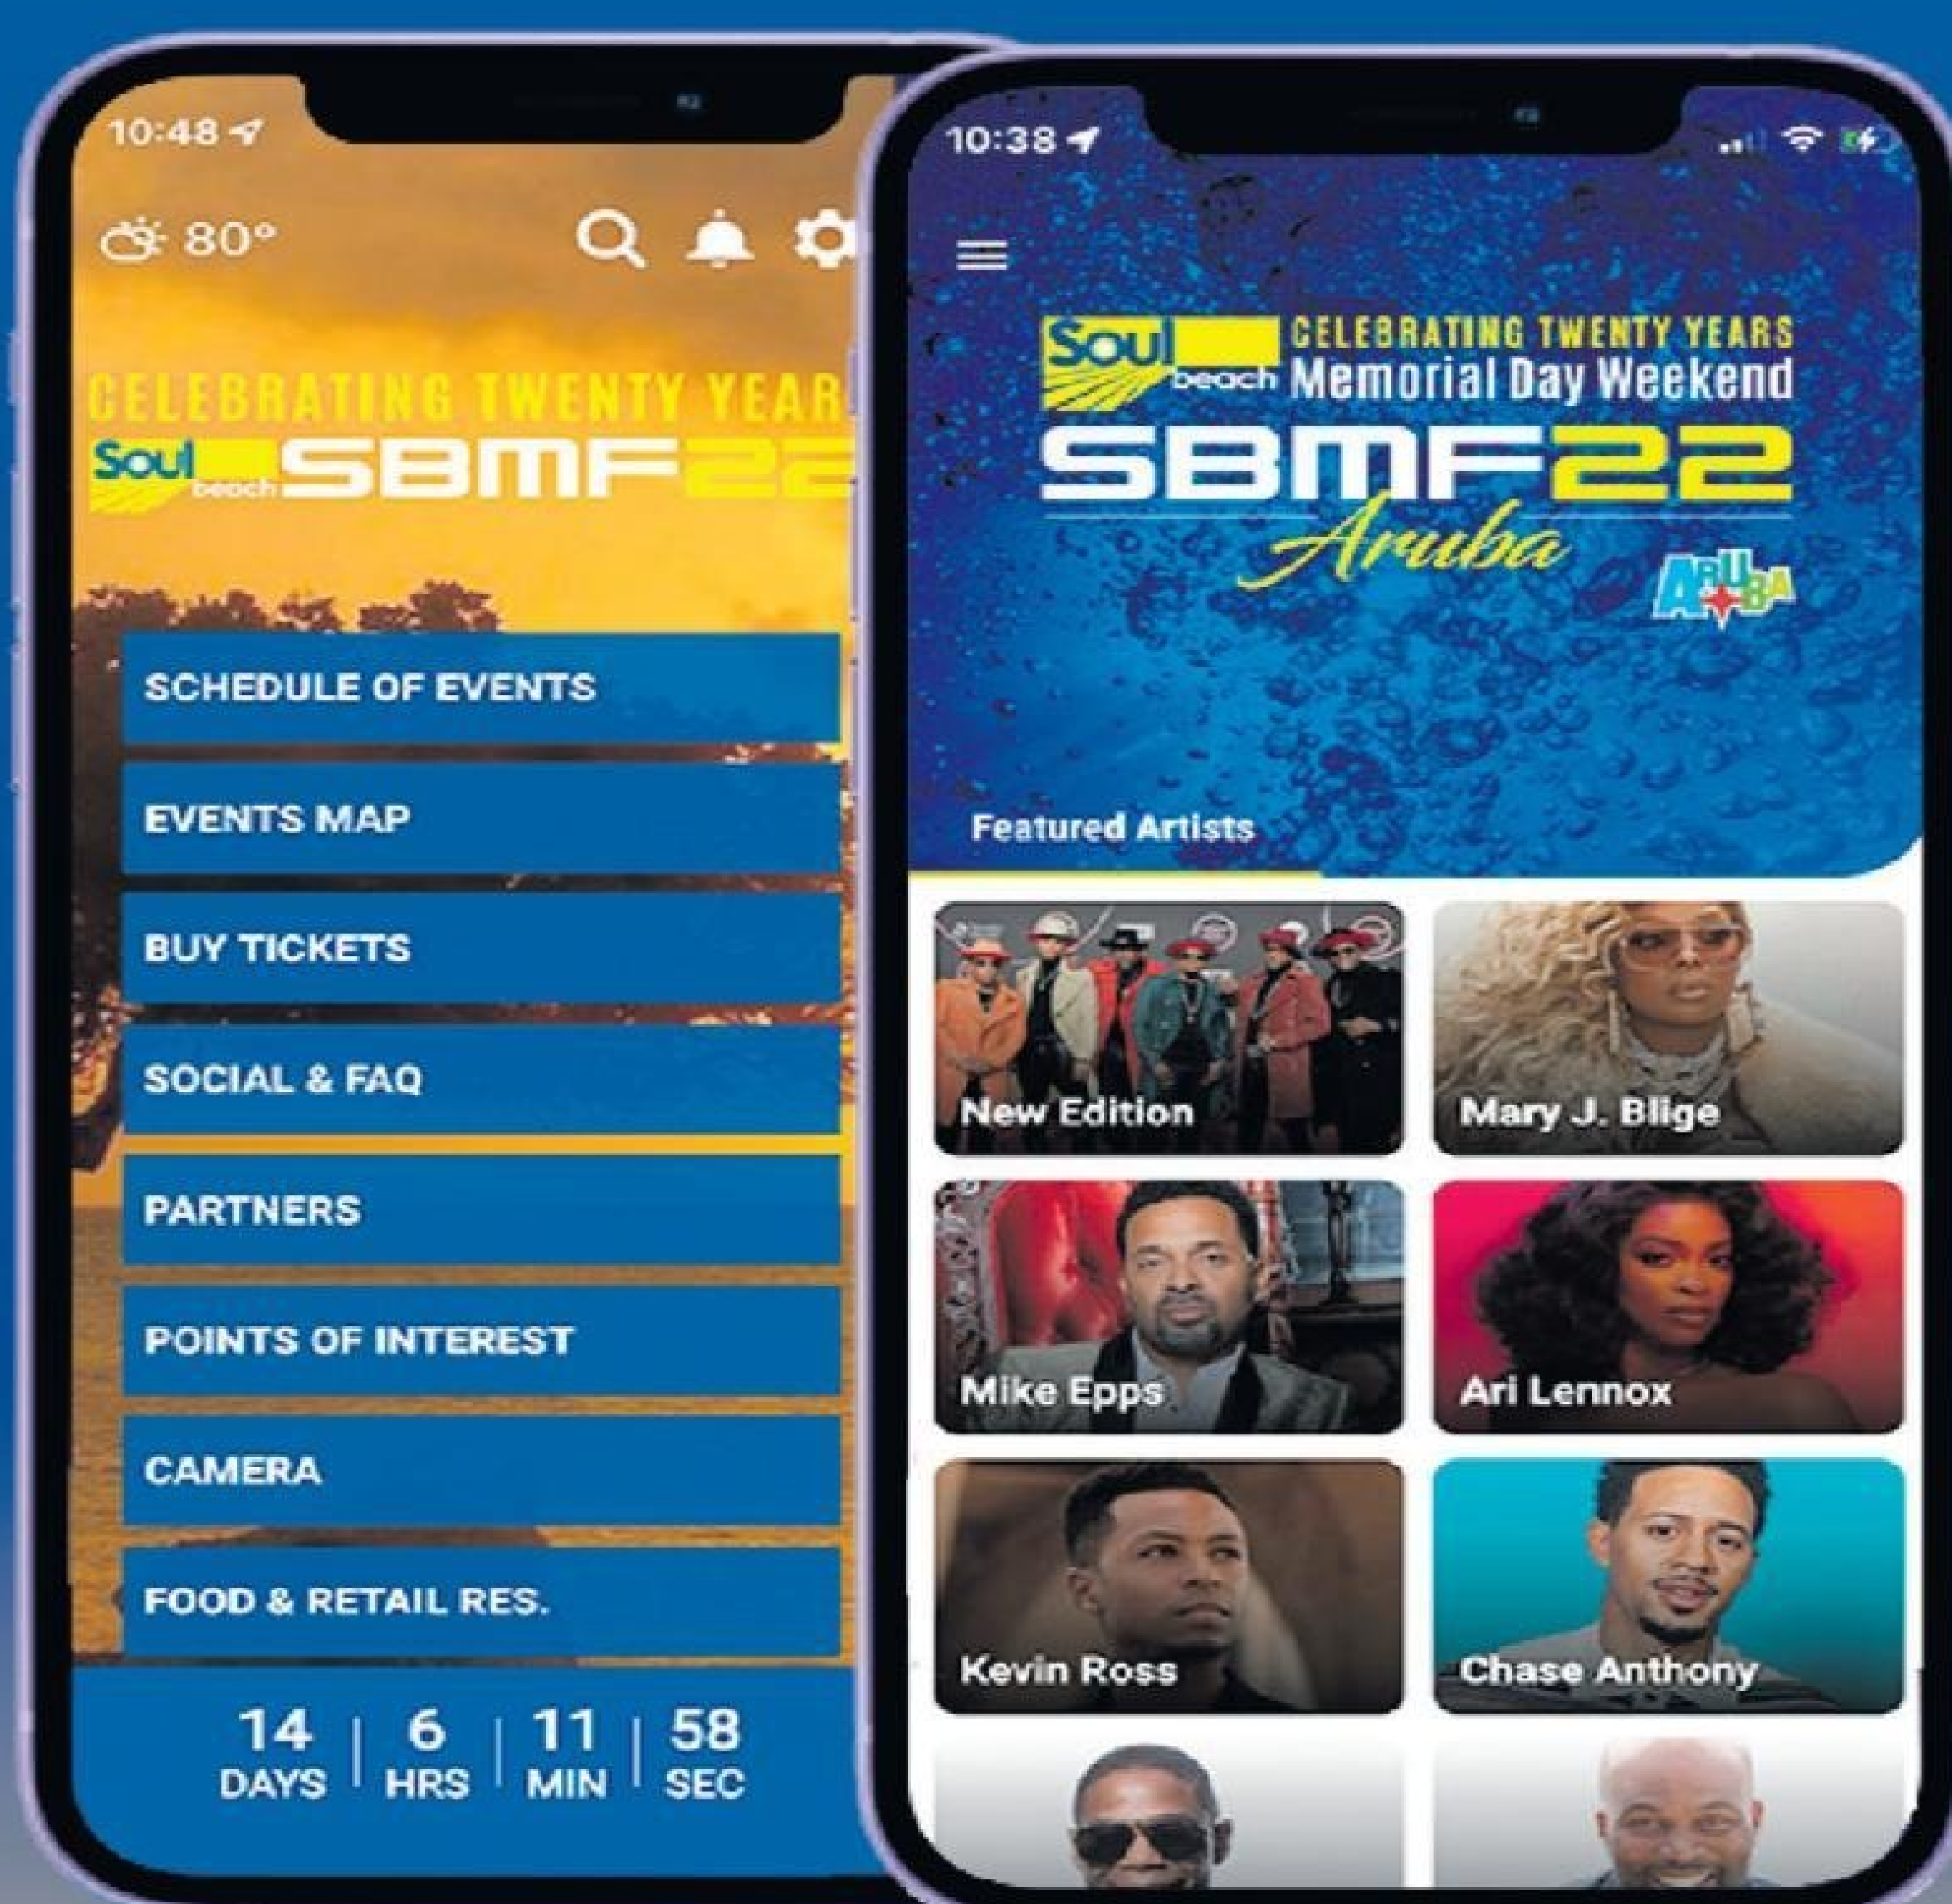 10:48
80°
CELEBRATING TWENTY YEAR
Soul beach SBMF22
SCHEDULE OF EVENTS
EVENTS MAP
BUY TICKETS
SOCIAL & FAQ
PARTNERS
POINTS OF INTEREST
CAMERA
FOOD & RETAIL RES.
14 6 11 58
DAYS HRS MIN SEC
10:38
Soul beach
CELEBRATING TWENTY YEARS
Memorial Day Weekend
SBMF22
Aruba
ARUBA
Featured Artists
New Edition
Mary J. Blige
Mike Epps
Ari Lennox
Kevin Ross
Chase Anthony